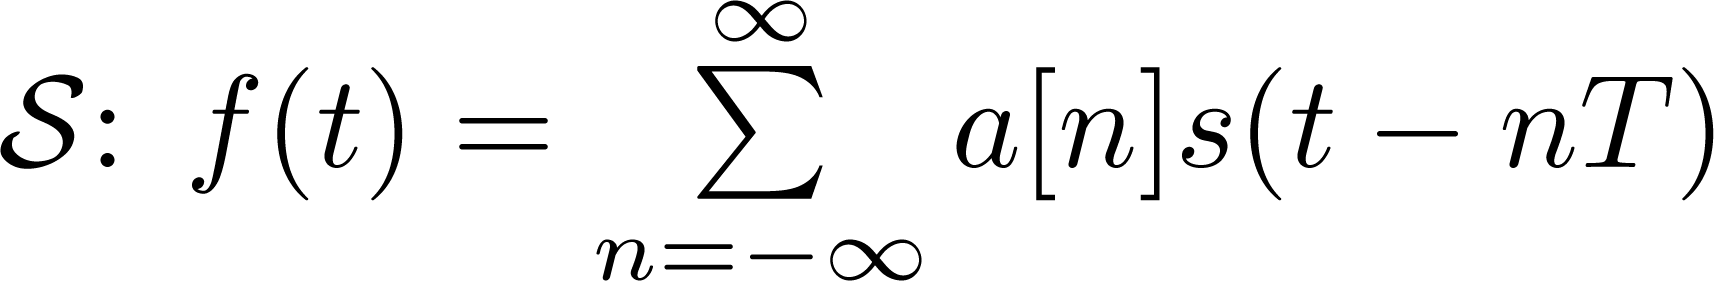 𝒮: f(t) = ∑_{n=−∞}^{∞} a[n]s(t − nT)